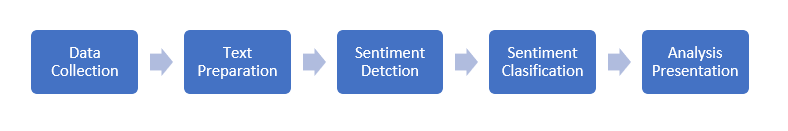 Data
Collection
Text
Preparation
Sentiment
Detction
Sentiment
Clasification
Analysis
Presentation